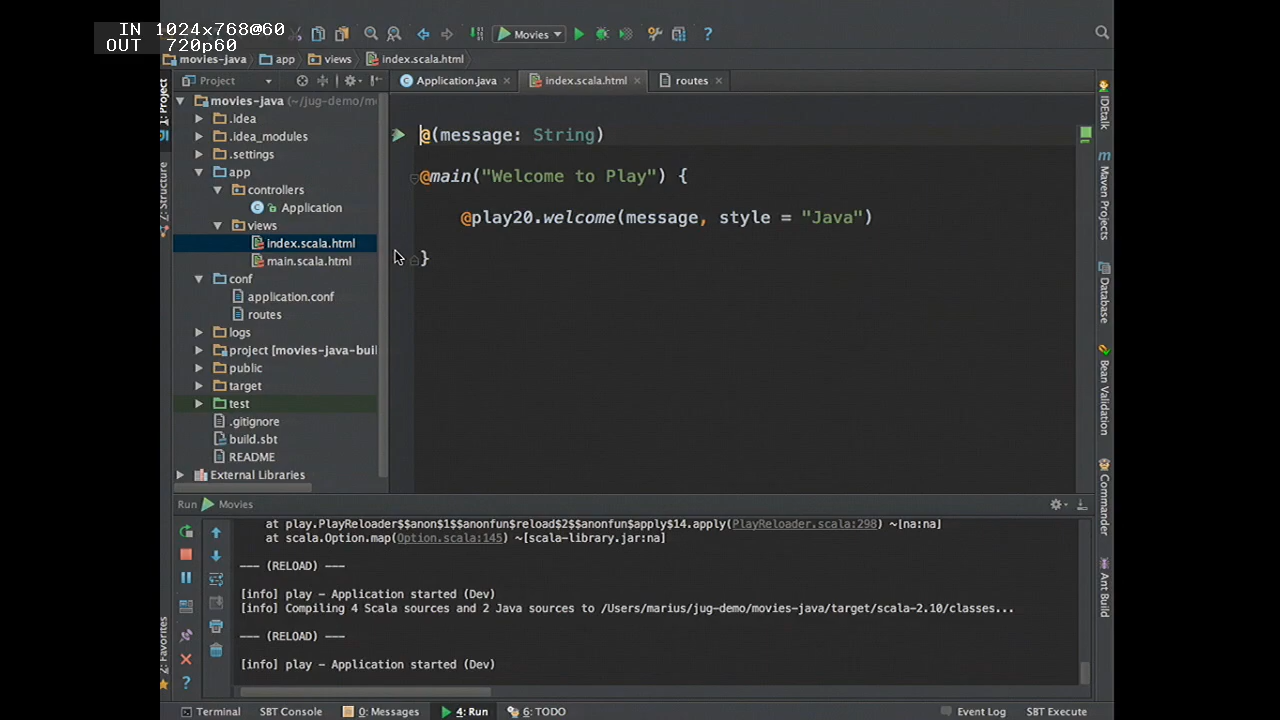 IN 1024x768@60
OUT 720p60
Movies
movies-java app views index.scala.html
Project
Application.java index.scala.html routes
1: Project
Z: Structure
2: Favorites
movies-java (~/jug-demo/m
.idea
.idea_modules
.settings
app
controllers
Application
views
index.scala.html
main.scala.html
conf
application.conf
routes
logs
project [movies-java-buil
public
target
test
.gitignore
build.sbt
README
External Libraries
@(message: String)
@main("Welcome to Play") {
@play20.welcome(message, style = "Java")
}
IDEtalk
Maven Projects
Database
Bean Validation
Commander
Ant Build
Run Movies
at play.PlayReloader$$anon$1$$anonfun$reload$2$$anonfun$apply$14.apply(PlayReloader.scala:298) ~[na:na]
at scala.Option.map(Option.scala:145) ~[scala-library.jar:na]
--- (RELOAD) ---
[info] play - Application started (Dev)
[info] Compiling 4 Scala sources and 2 Java sources to /Users/marius/jug-demo/movies-java/target/scala-2.10/classes...
--- (RELOAD) ---
[info] play - Application started (Dev)
Terminal SBT Console 0: Messages 4: Run 6: TODO Event Log SBT Execute